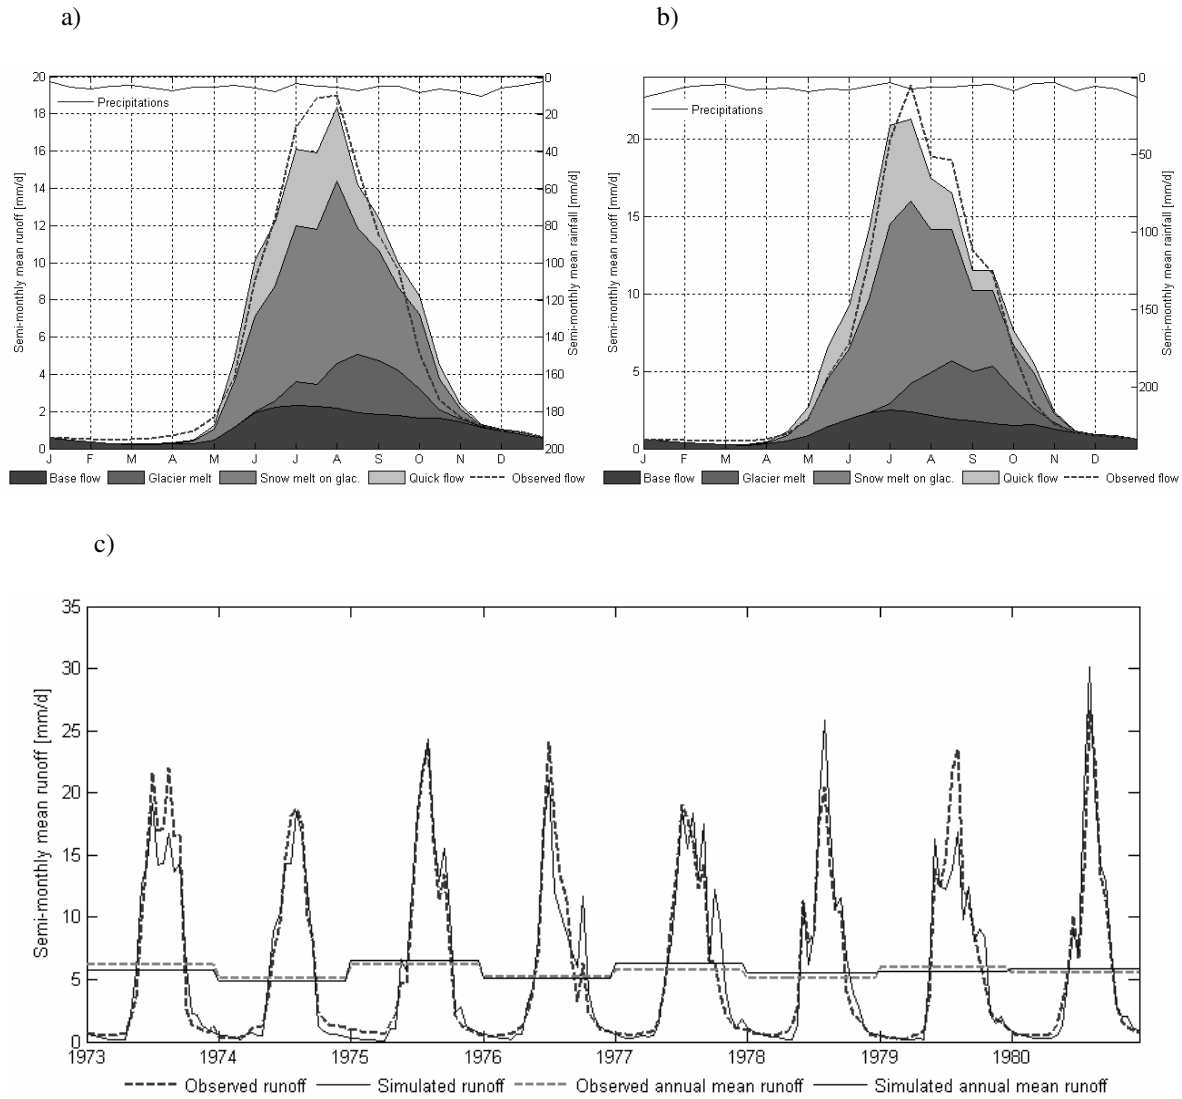 a)
b)
20
18
16
14
12
10
8
6
4
2
0
Semi-monthly mean runoff [mm/d]
Precipitations
0
20
40
60
80
100
120
140
160
180
200
Semi-monthly mean rainfall [mm/d]
J F M A M J J A S O N D
Base flow Glacier melt Snow melt on glac. Quick flow Observed flow
20
15
10
5
0
Semi-monthly mean runoff [mm/d]
Precipitations
0
50
100
150
200
Semi-monthly mean rainfall [mm/d]
J F M A M J J A S O N D
Base flow Glacier melt Snow melt on glac. Quick flow Observed flow
c)
35
30
25
20
15
10
5
0
Semi-monthly mean runoff [mm/d]
1973 1974 1975 1976 1977 1978 1979 1980
Observed runoff Simulated runoff Observed annual mean runoff Simulated annual mean runoff